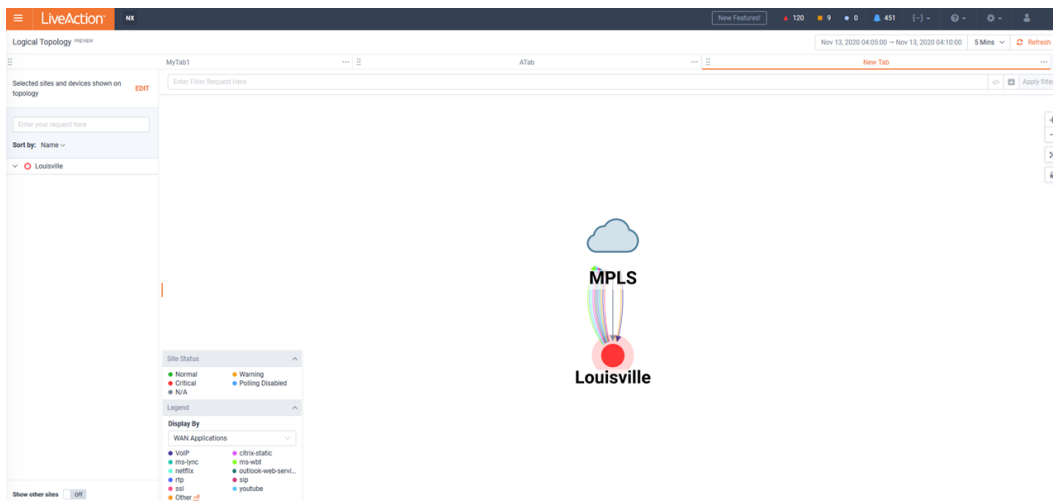 LiveAction NX New Features! 120 9 0 451 {-}
Logical Topology PREVIEW Nov 13, 2020 04:05:00 → Nov 13, 2020 04:10:00 5 Mins Refresh
MyTab1 ... ATab ... New Tab ...
Selected sites and devices shown on topology EDIT
Enter Filter Request Here </> Apply filter
Enter your request here
Sort by: Name
Louisville
MPLS
Louisville
Site Status
Normal Warning
Critical Polling Disabled
N/A
Legend
Display By
WAN Applications
VoIP citrix-static
ms-lync ms-wbt
netflix outlook-web-servi...
rtp sip
ssl youtube
Other
Show other sites Off